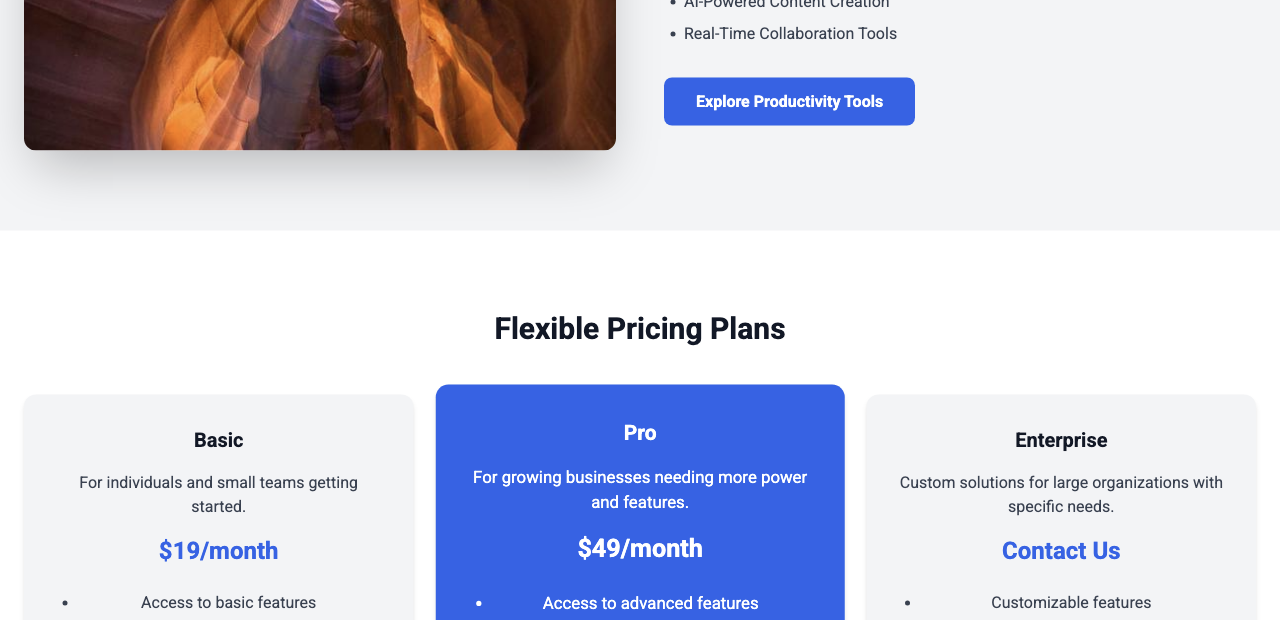 AI-Powered Content Creation
Real-Time Collaboration Tools
Explore Productivity Tools
Flexible Pricing Plans
Basic
For individuals and small teams getting
started.
$19/month
Access to basic features
Pro
For growing businesses needing more power
and features.
$49/month
Access to advanced features
Enterprise
Custom solutions for large organizations with
specific needs.
Contact Us
Customizable features